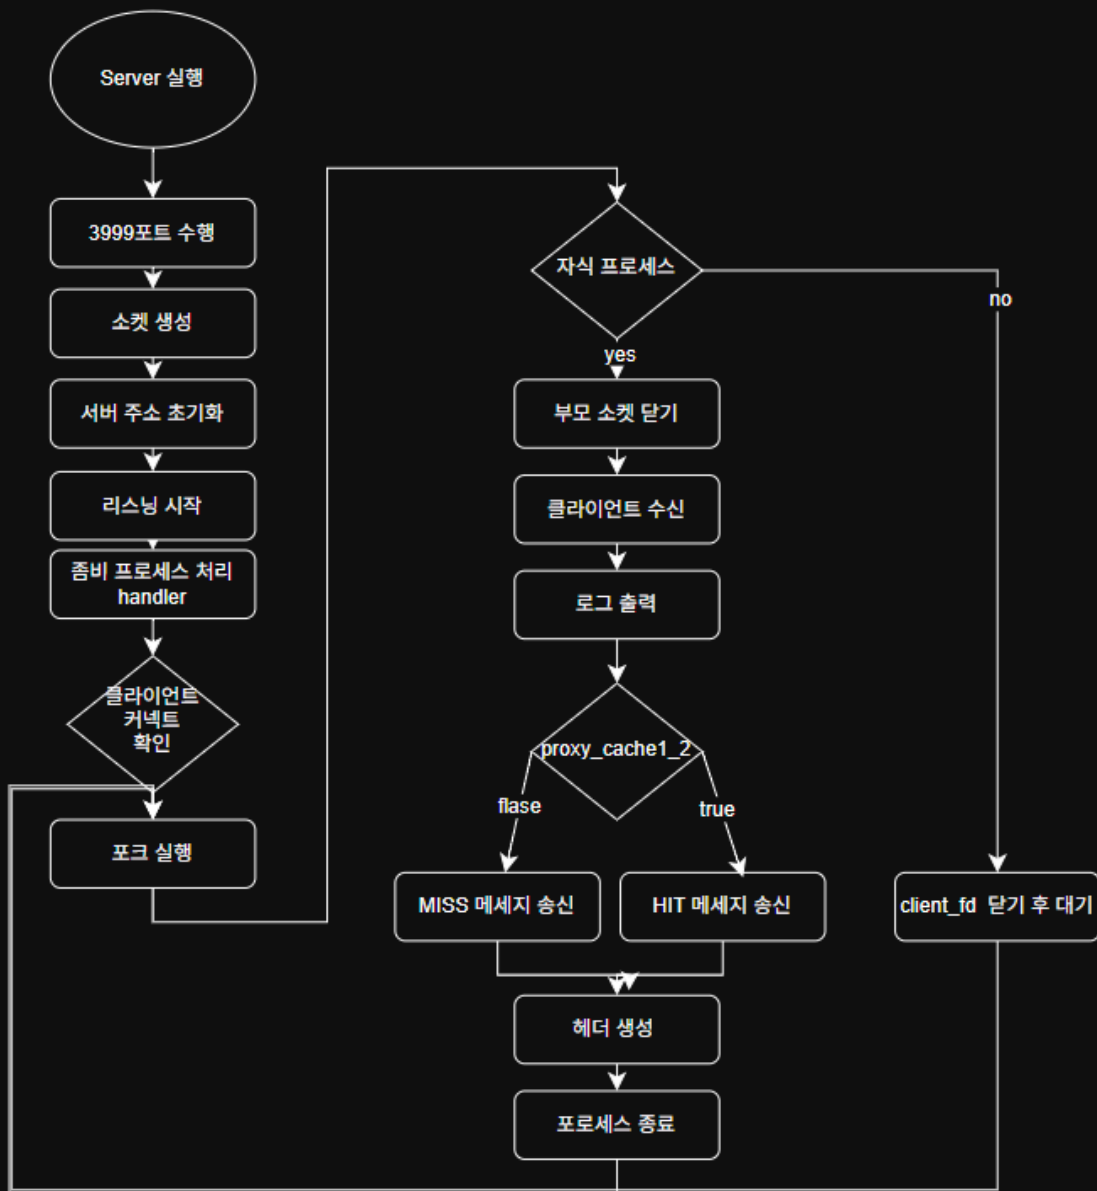 Server 실행
3999포트 수행
소켓 생성
서버 주소 초기화
리스닝 시작
좀비 프로세스 처리
handler
클라이언트
커넥트
확인
포크 실행
자식 프로세스
no
yes
부모 소켓 닫기
클라이언트 수신
로그 출력
proxy_cache1_2
flase
true
MISS 메세지 송신
HIT 메세지 송신
client_fd 닫기 후 대기
헤더 생성
포로세스 종료